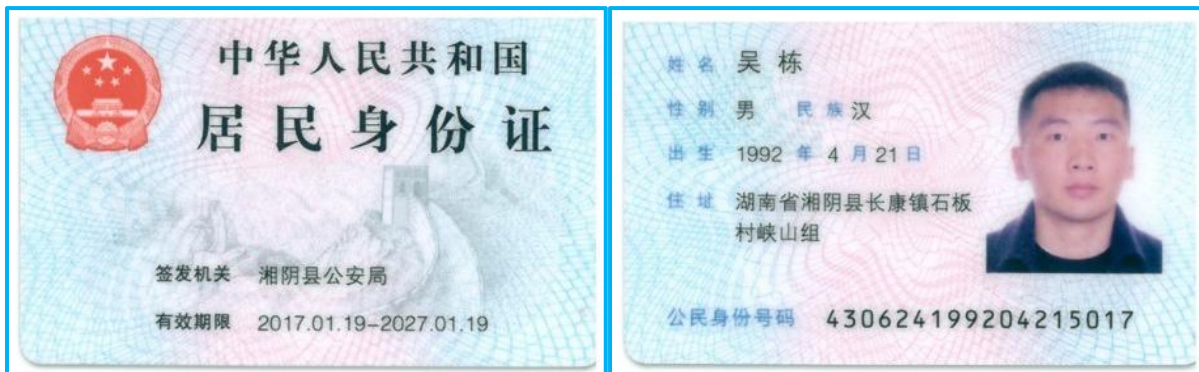 中华人民共和国
居民身份证
签发机关 湘阴县公安局
有效期限 2017.01.19-2027.01.19
姓名 吴栋
性别 男 民族 汉
出生 1992 年 4 月 21 日
住址 湖南省湘阴县长康镇石板
村峡山组
公民身份号码 430624199204215017